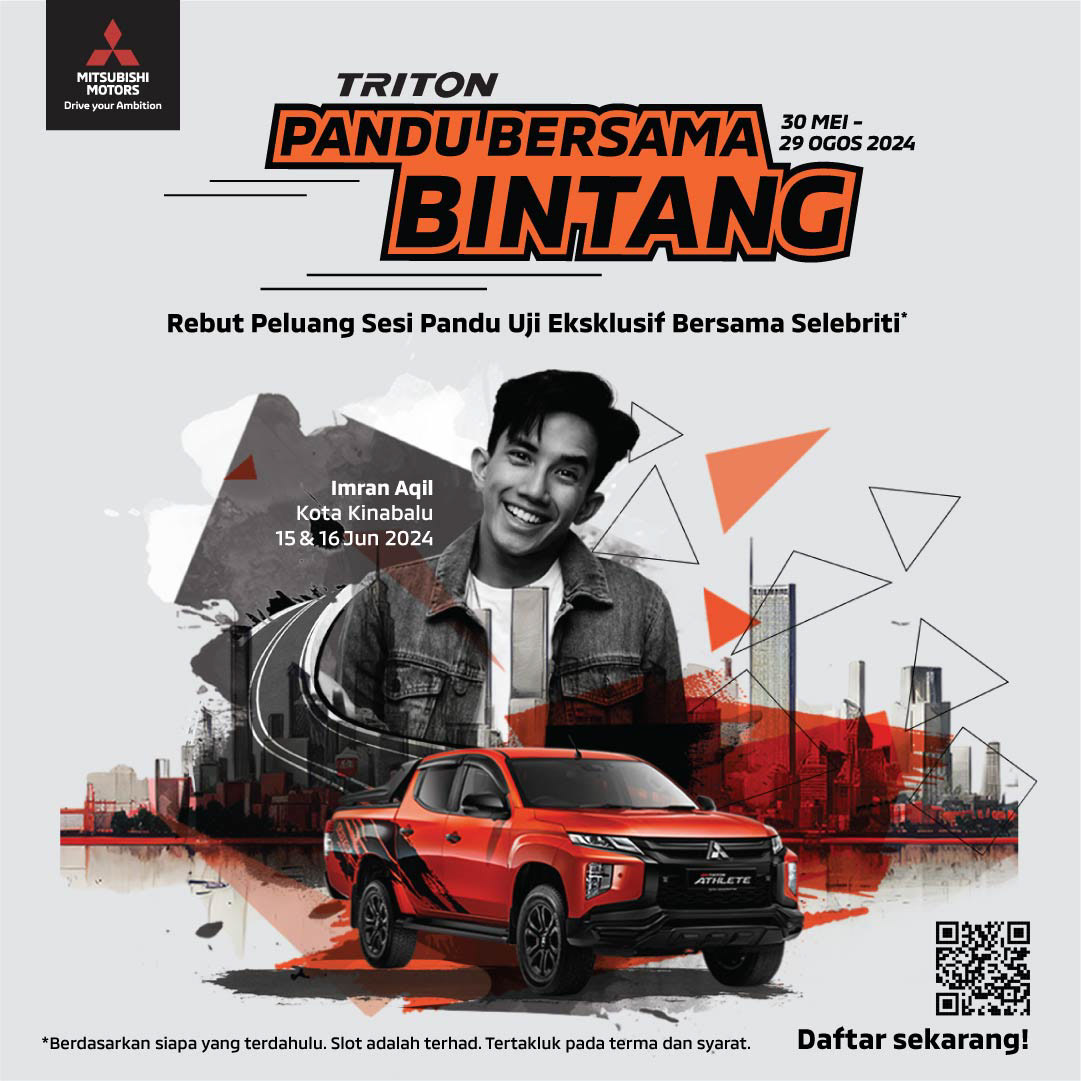 MITSUBISHI
MOTORS
Drive your Ambition
TRITON
PANDU BERSAMA
BINTANG
30 MEI –
29 OGOS 2024
Rebut Peluang Sesi Pandu Uji Eksklusif Bersama Selebriti*
Imran Aqil
Kota Kinabalu
15 & 16 Jun 2024
ATHLETE
*Berdasarkan siapa yang terdahulu. Slot adalah terhad. Tertakluk pada terma dan syarat.
Daftar sekarang!